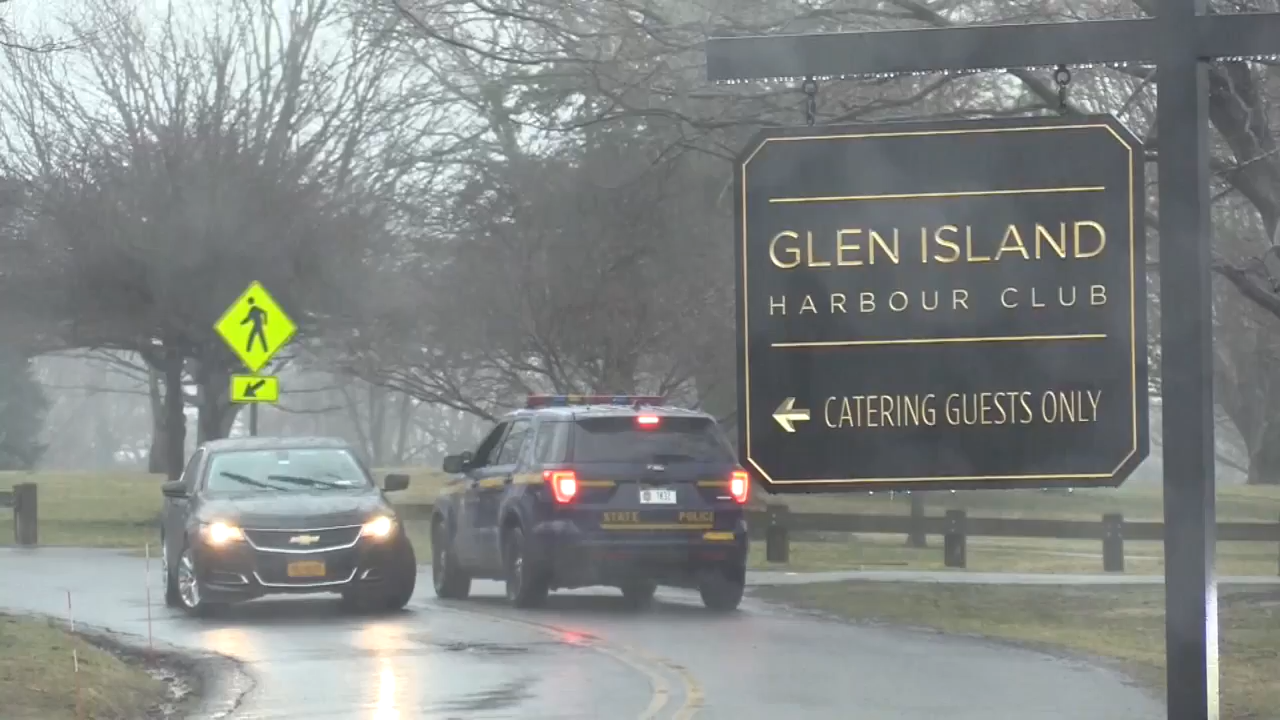 GLEN ISLAND
HARBOUR CLUB
CATERING GUESTS ONLY
STATE POLICE